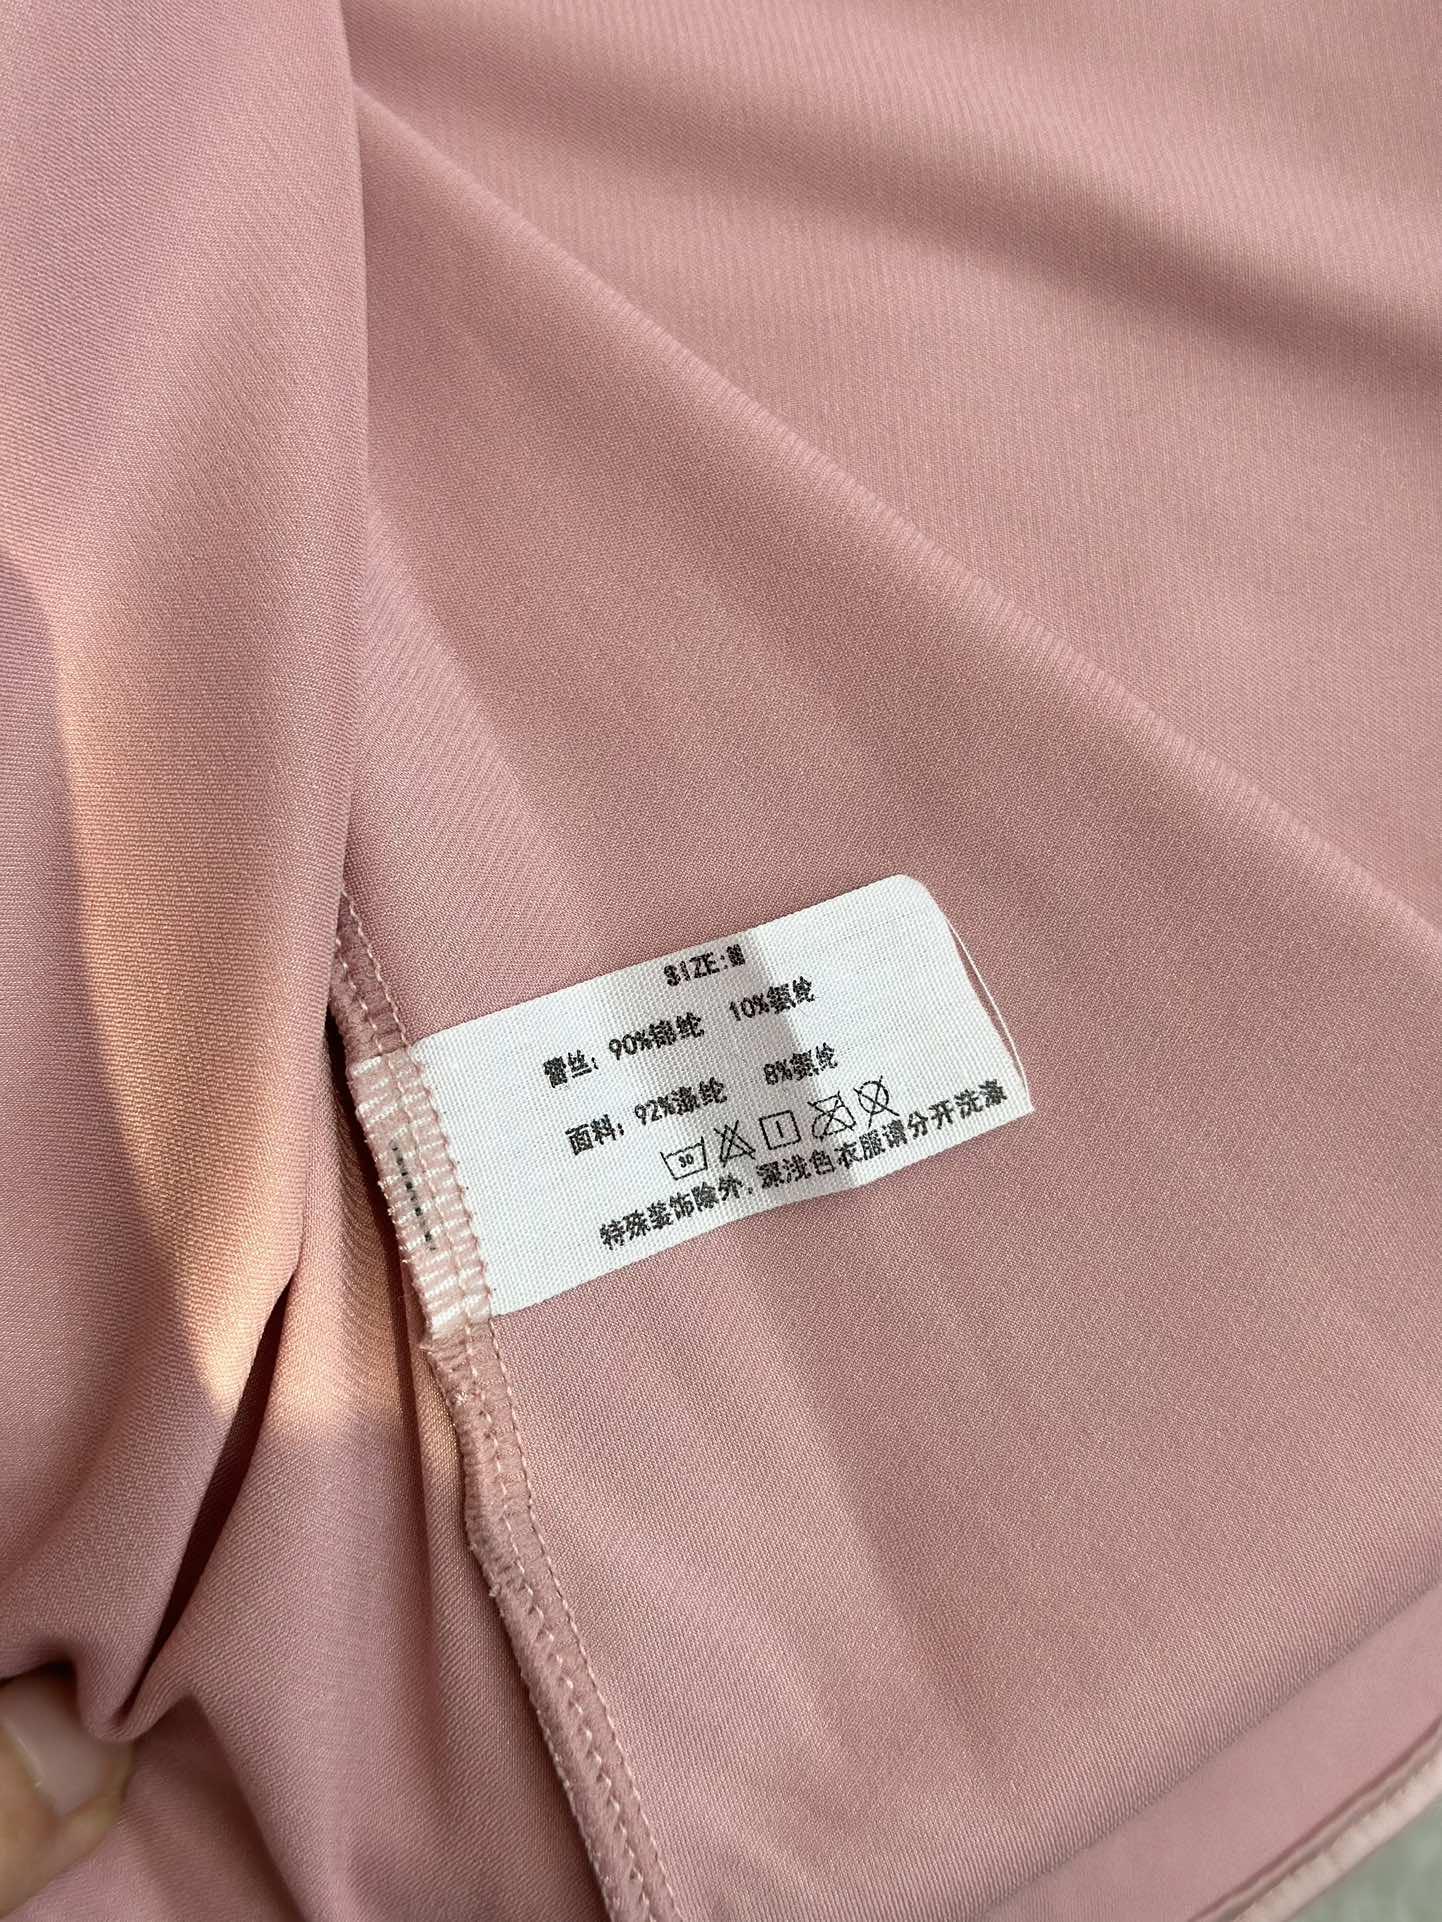 SIZE:M
蕾丝: 90%锦纶 10%氨纶
面料: 92%涤纶 8%氨纶
30
特殊装饰除外,深浅色衣服请分开洗涤